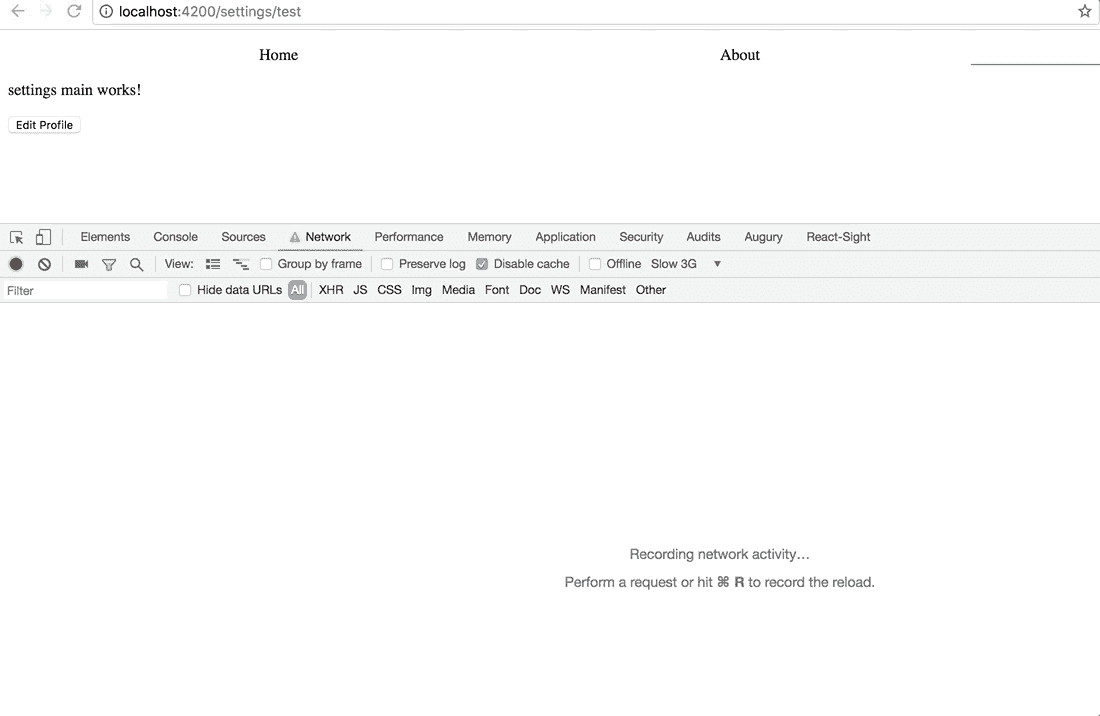 localhost:4200/settings/test
Home About
settings main works!
Edit Profile
Elements Console Sources Network Performance Memory Application Security Audits Augury React-Sight
View: Group by frame Preserve log Disable cache Offline Slow 3G
Filter Hide data URLs All XHR JS CSS Img Media Font Doc WS Manifest Other
Recording network activity…
Perform a request or hit ⌘ R to record the reload.